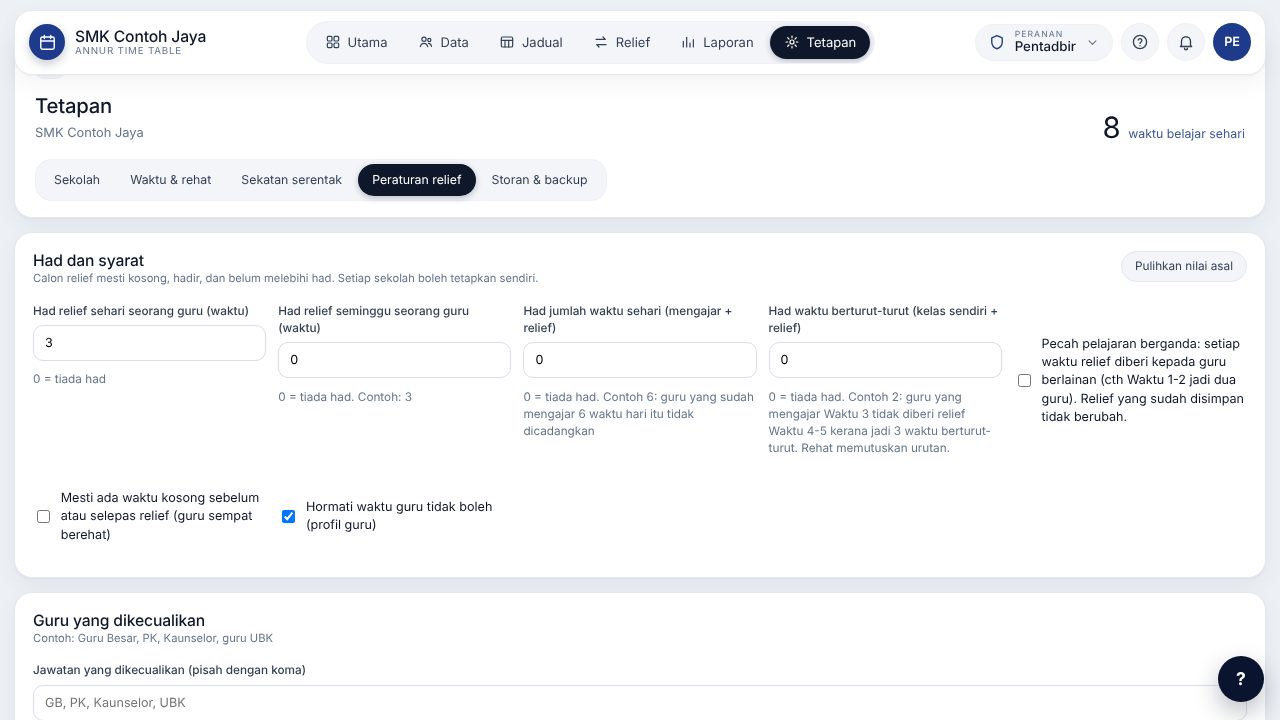 SMK Contoh Jaya
ANNUR TIME TABLE
Utama
Data
Jadual
Relief
Laporan
Tetapan
PERANAN
Pentadbir
PE
Tetapan
SMK Contoh Jaya
8 waktu belajar sehari
Sekolah
Waktu & rehat
Sekatan serentak
Peraturan relief
Storan & backup
Had dan syarat
Calon relief mesti kosong, hadir, dan belum melebihi had. Setiap sekolah boleh tetapkan sendiri.
Pulihkan nilai asal
Had relief sehari seorang guru (waktu)
3
0 = tiada had
Had relief seminggu seorang guru
(waktu)
0
0 = tiada had. Contoh: 3
Had jumlah waktu sehari (mengajar +
relief)
0
0 = tiada had. Contoh 6: guru yang sudah
mengajar 6 waktu hari itu tidak
dicadangkan
Had waktu berturut-turut (kelas sendiri +
relief)
0
0 = tiada had. Contoh 2: guru yang
mengajar Waktu 3 tidak diberi relief
Waktu 4-5 kerana jadi 3 waktu berturut-
turut. Rehat memutuskan urutan.
Pecah pelajaran berganda: setiap
waktu relief diberi kepada guru
berlainan (cth Waktu 1-2 jadi dua
guru). Relief yang sudah disimpan
tidak berubah.
Mesti ada waktu kosong sebelum
atau selepas relief (guru sempat
berehat)
Hormati waktu guru tidak boleh
(profil guru)
Guru yang dikecualikan
Contoh: Guru Besar, PK, Kaunselor, guru UBK
Jawatan yang dikecualikan (pisah dengan koma)
GB, PK, Kaunselor, UBK
?